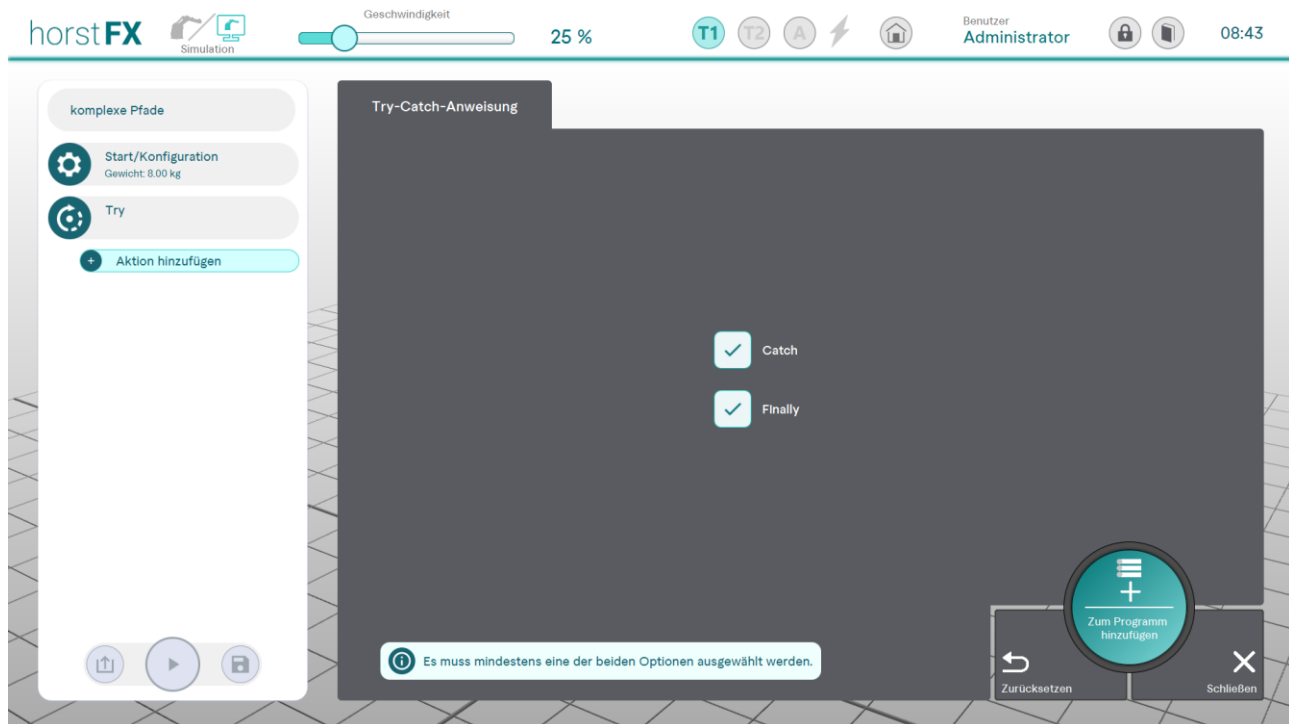 horstFX
Simulation
Geschwindigkeit
25 %
T1
T2
A
Benutzer
Administrator
08:43
komplexe Pfade
Start/Konfiguration
Gewicht: 8.00 kg
Try
Aktion hinzufügen
Try-Catch-Anweisung
Catch
Finally
Es muss mindestens eine der beiden Optionen ausgewählt werden.
Zum Programm
hinzufügen
Zurücksetzen
Schließen